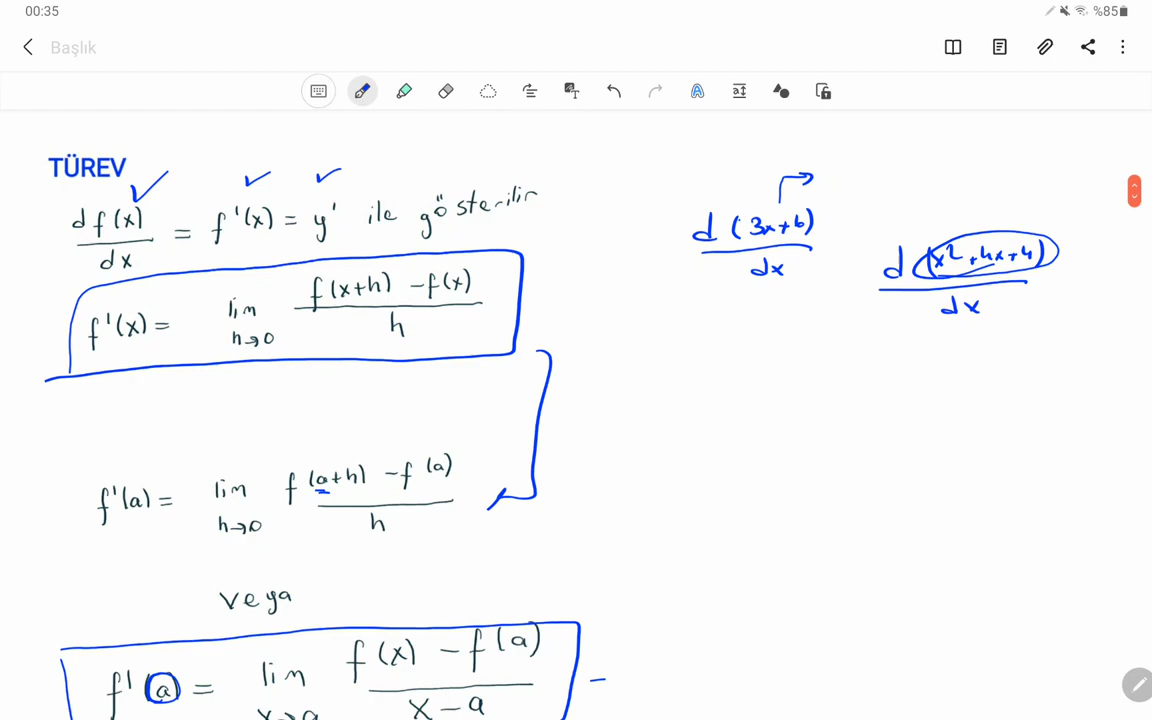 00:35
%85
Başlık
TÜREV
df(x)/dx = f'(x) = y' ile gösterilir
f'(x) = lim h→0 f(x+h) - f(x) / h
f'(a) = lim h→0 f(a+h) - f(a) / h
veya
f'(a) = lim x→a f(x) - f(a) / x - a
d(3x+6)/dx
d(x²+4x+4)/dx